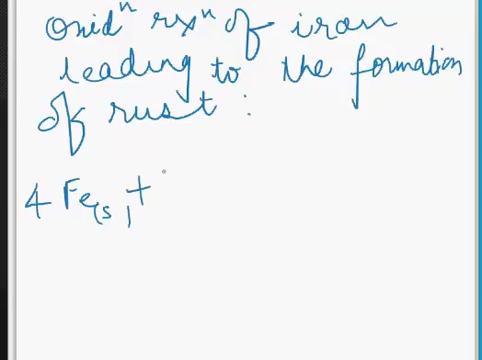 Oxidⁿ rxⁿ of iron
leading to the formation
of rust :
4 Fe(s) +